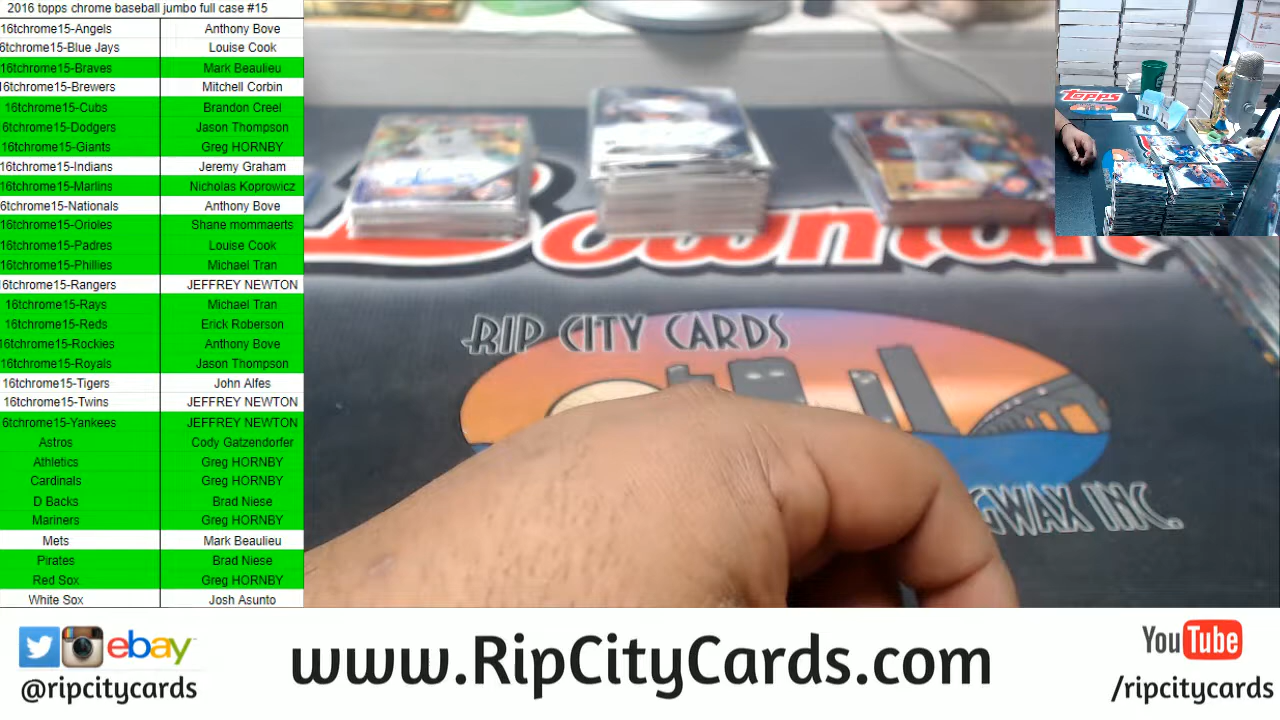 2016 topps chrome baseball jumbo full case #15
16tchrome15-Angels Anthony Bove
6tchrome15-Blue Jays Louise Cook
16tchrome15-Braves Mark Beaulieu
16tchrome15-Brewers Mitchell Corbin
16tchrome15-Cubs Brandon Creel
16tchrome15-Dodgers Jason Thompson
16tchrome15-Giants Greg HORNBY
16tchrome15-Indians Jeremy Graham
16tchrome15-Marlins Nicholas Koprowicz
6tchrome15-Nationals Anthony Bove
16tchrome15-Orioles Shane mommaerts
16tchrome15-Padres Louise Cook
16tchrome15-Phillies Michael Tran
16tchrome15-Rangers JEFFREY NEWTON
16tchrome15-Rays Michael Tran
16tchrome15-Reds Erick Roberson
16tchrome15-Rockies Anthony Bove
16tchrome15-Royals Jason Thompson
16tchrome15-Tigers John Alfes
16tchrome15-Twins JEFFREY NEWTON
6tchrome15-Yankees JEFFREY NEWTON
Astros Cody Gatzendorfer
Athletics Greg HORNBY
Cardinals Greg HORNBY
D Backs Brad Niese
Mariners Greg HORNBY
Mets Mark Beaulieu
Pirates Brad Niese
Red Sox Greg HORNBY
White Sox Josh Asunto
topps
Bowman
RIP CITY CARDS
GWAX INC.
ebay
@ripcitycards
www.RipCityCards.com
YouTube
/ripcitycards